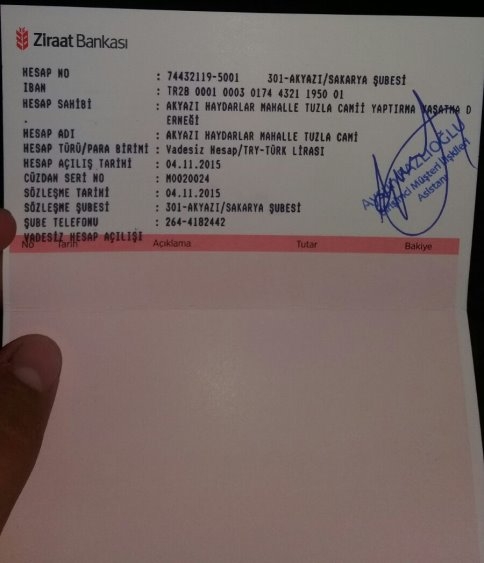 Ziraat Bankası
HESAP NO : 74432119-5001 301-AKYAZI/SAKARYA ŞUBESİ
IBAN : TR28 0001 0003 0174 4321 1950 01
HESAP SAHİBİ : AKYAZI HAYDARLAR MAHALLE TUZLA CAMİİ YAPTIRMA YAŞATMA D
. ERNEĞİ
HESAP ADI : AKYAZI HAYDARLAR MAHALLE TUZLA CAMİ
HESAP TÜRÜ/PARA BİRİMİ : Vadesiz Hesap/TRY-TÜRK LİRASI
HESAP AÇILIŞ TARİHİ : 04.11.2015
CÜZDAN SERİ NO : M0020024
SÖZLEŞME TARİHİ : 04.11.2015
SÖZLEŞME ŞUBESİ : 301-AKYAZI/SAKARYA ŞUBESİ
ŞUBE TELEFONU : 264-4182442
VADESİZ HESAP AÇILIŞI
No Tarih Açıklama Tutar Bakiye
Müşteri İlişkileri
Asistanı